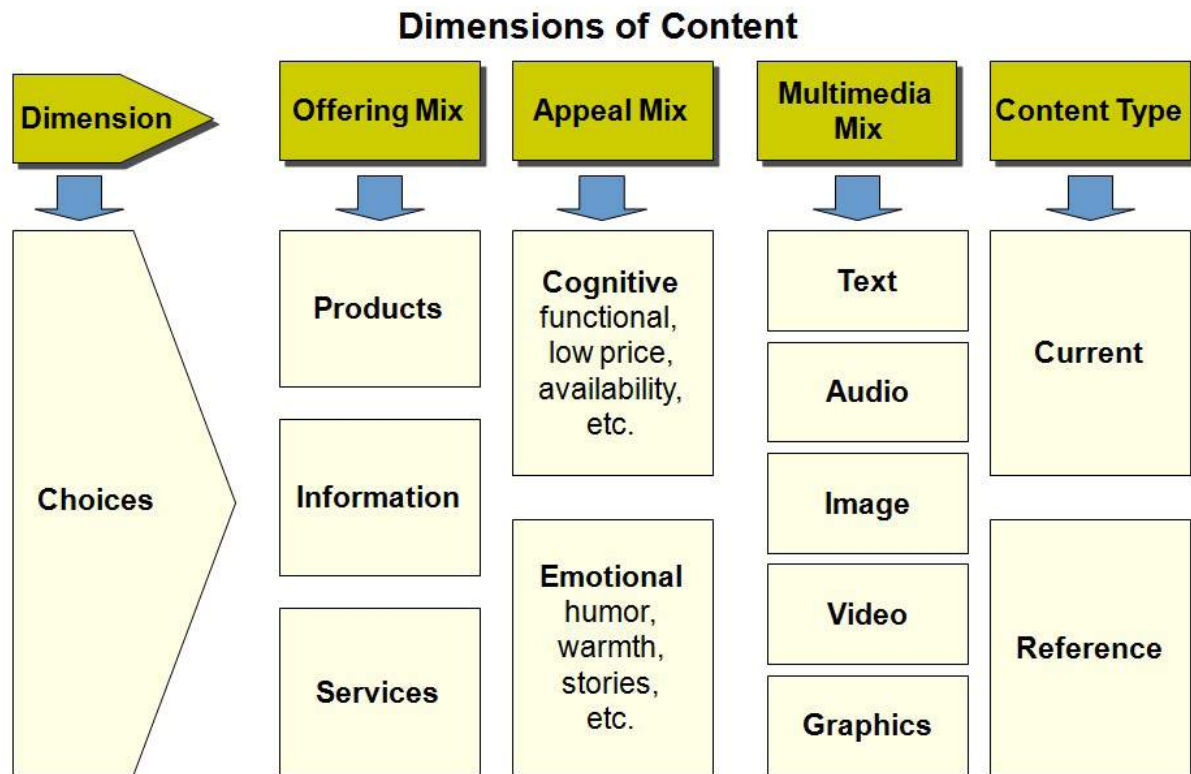 Dimensions of Content
Dimension
Offering Mix
Appeal Mix
Multimedia
Mix
Content Type
Choices
Products
Information
Services
Cognitive
functional,
low price,
availability,
etc.
Emotional
humor,
warmth,
stories,
etc.
Text
Audio
Image
Video
Graphics
Current
Reference